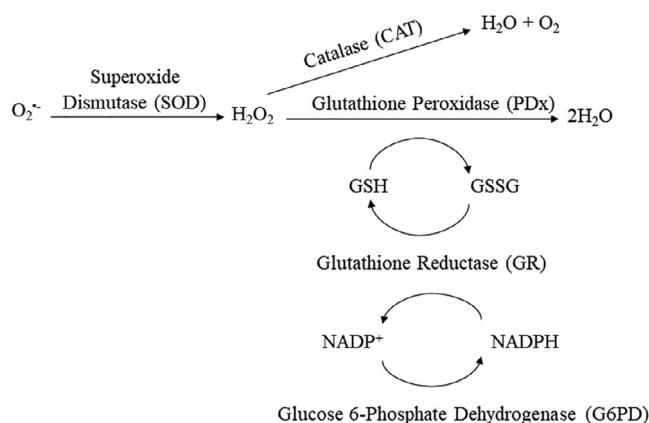 Catalase (CAT)
H₂O + O₂
Superoxide
Dismutase (SOD)
O₂•-
H₂O₂
Glutathione Peroxidase (PDx)
2H₂O
GSH
GSSG
Glutathione Reductase (GR)
NADP⁺
NADPH
Glucose 6-Phosphate Dehydrogenase (G6PD)